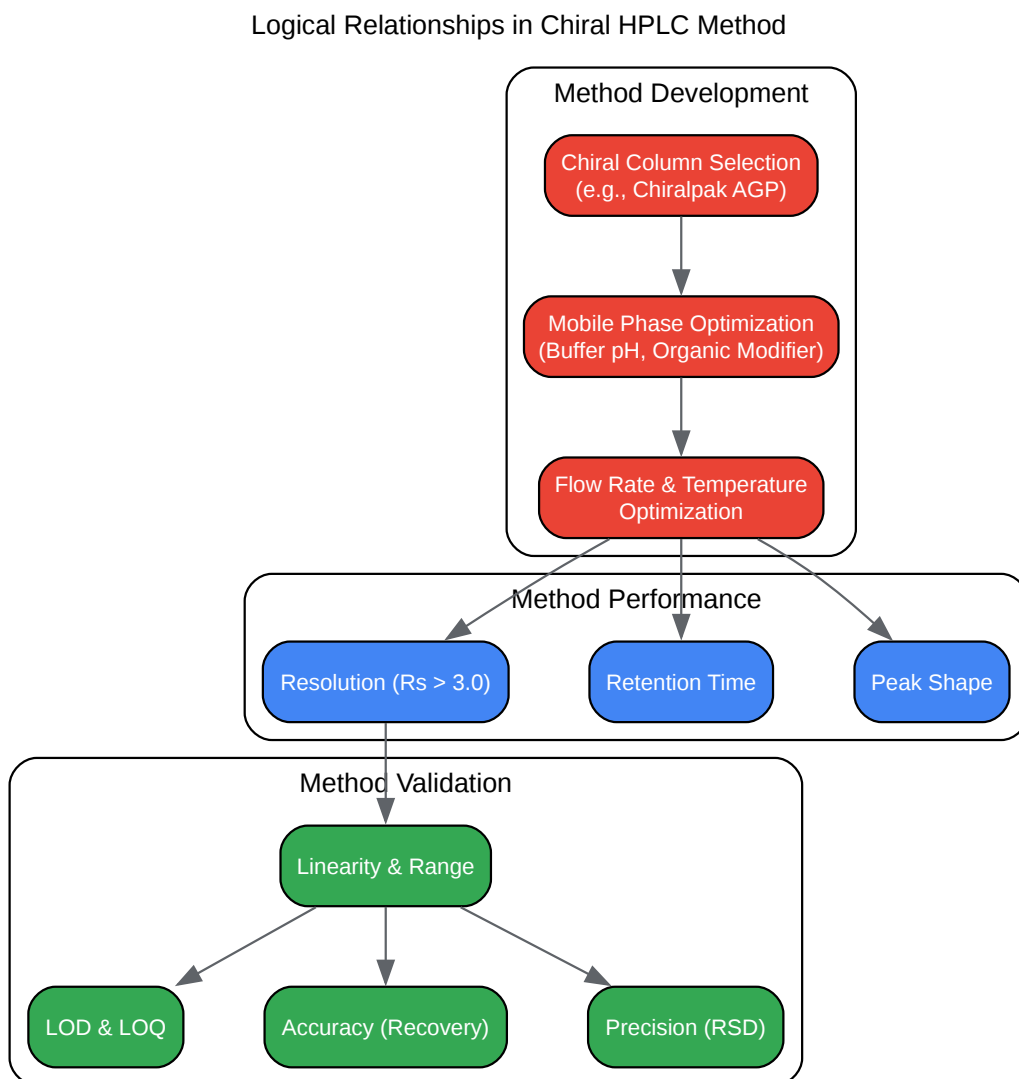 Logical Relationships in Chiral HPLC Method
Method Development
Chiral Column Selection
(e.g., Chiralpak AGP)
Mobile Phase Optimization
(Buffer pH, Organic Modifier)
Flow Rate & Temperature
Optimization
Method Performance
Resolution (Rs > 3.0)
Retention Time
Peak Shape
Method Validation
Linearity & Range
LOD & LOQ
Accuracy (Recovery)
Precision (RSD)